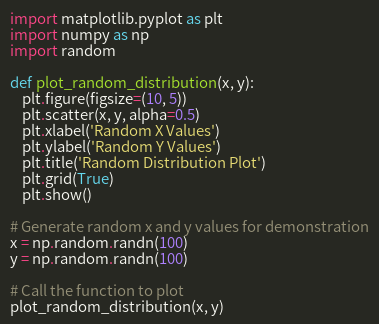 import matplotlib.pyplot as plt
import numpy as np
import random

def plot_random_distribution(x, y):
    plt.figure(figsize=(10, 5))
    plt.scatter(x, y, alpha=0.5)
    plt.xlabel('Random X Values')
    plt.ylabel('Random Y Values')
    plt.title('Random Distribution Plot')
    plt.grid(True)
    plt.show()

# Generate random x and y values for demonstration
x = np.random.randn(100)
y = np.random.randn(100)

# Call the function to plot
plot_random_distribution(x, y)